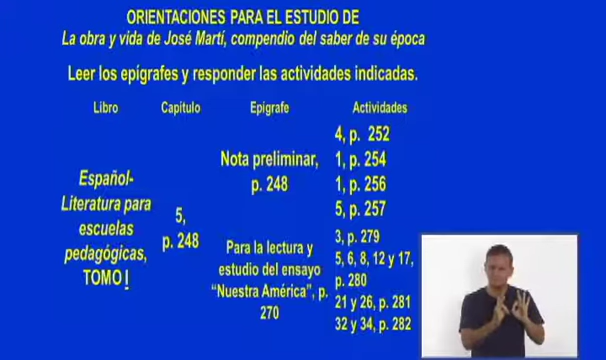 ORIENTACIONES PARA EL ESTUDIO DE
La obra y vida de José Martí, compendio del saber de su época
Leer los epígrafes y responder las actividades indicadas.
Libro Capítulo Epígrafe Actividades
Español-
Literatura para
escuelas
pedagógicas,
TOMO I
5,
p. 248
Nota preliminar,
p. 248
4, p. 252
1, p. 254
1, p. 256
5, p. 257
Para la lectura y
estudio del ensayo
“Nuestra América”, p.
270
3, p. 279
5, 6, 8, 12 y 17,
p. 280
21 y 26, p. 281
32 y 34, p. 282